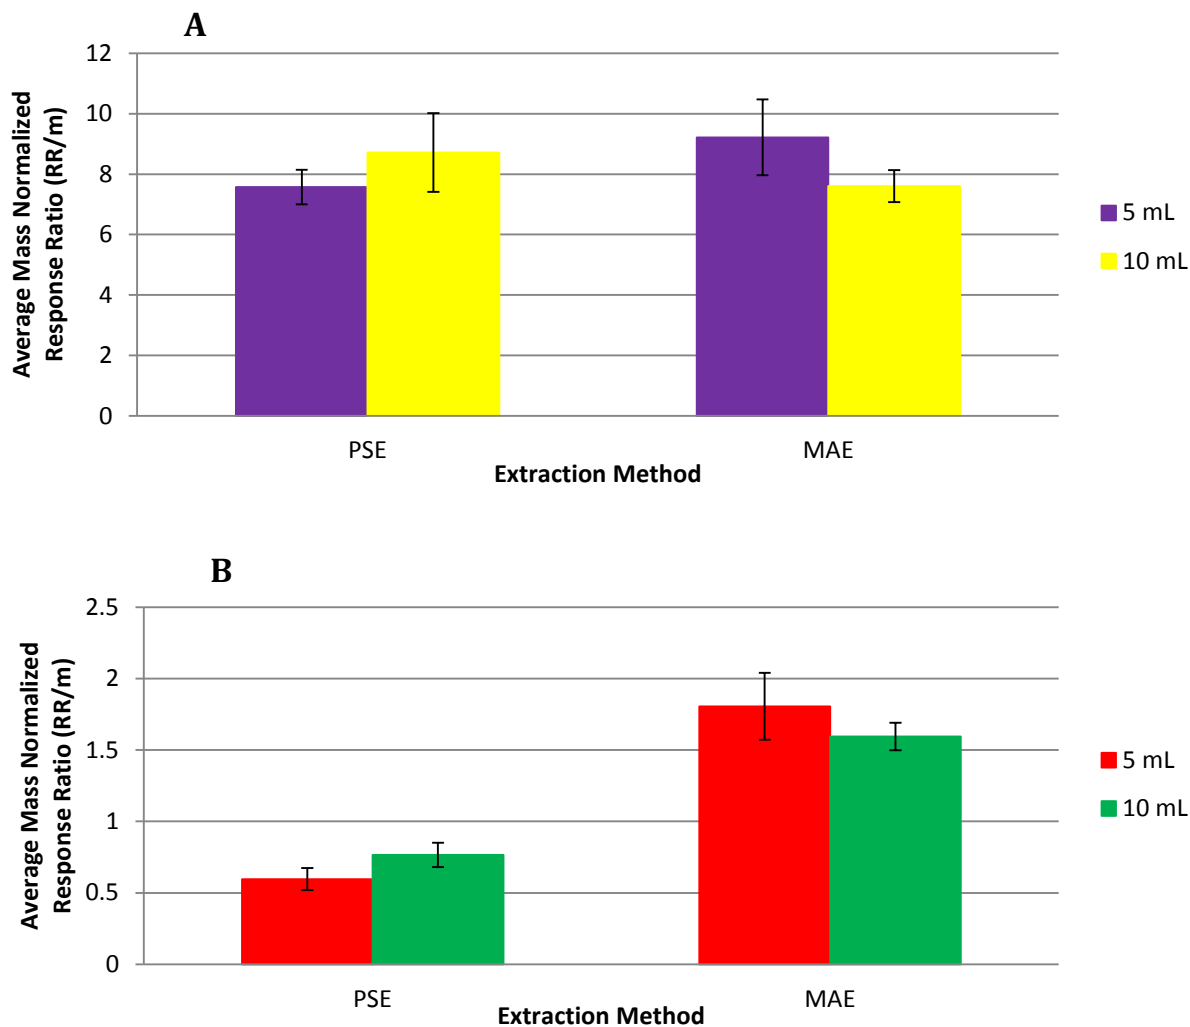 A
Average Mass Normalized
Response Ratio (RR/m)
12
10
8
6
4
2
0
PSE
MAE
Extraction Method
5 mL
10 mL
B
Average Mass Normalized
Response Ratio (RR/m)
2.5
2
1.5
1
0.5
0
PSE
MAE
Extraction Method
5 mL
10 mL